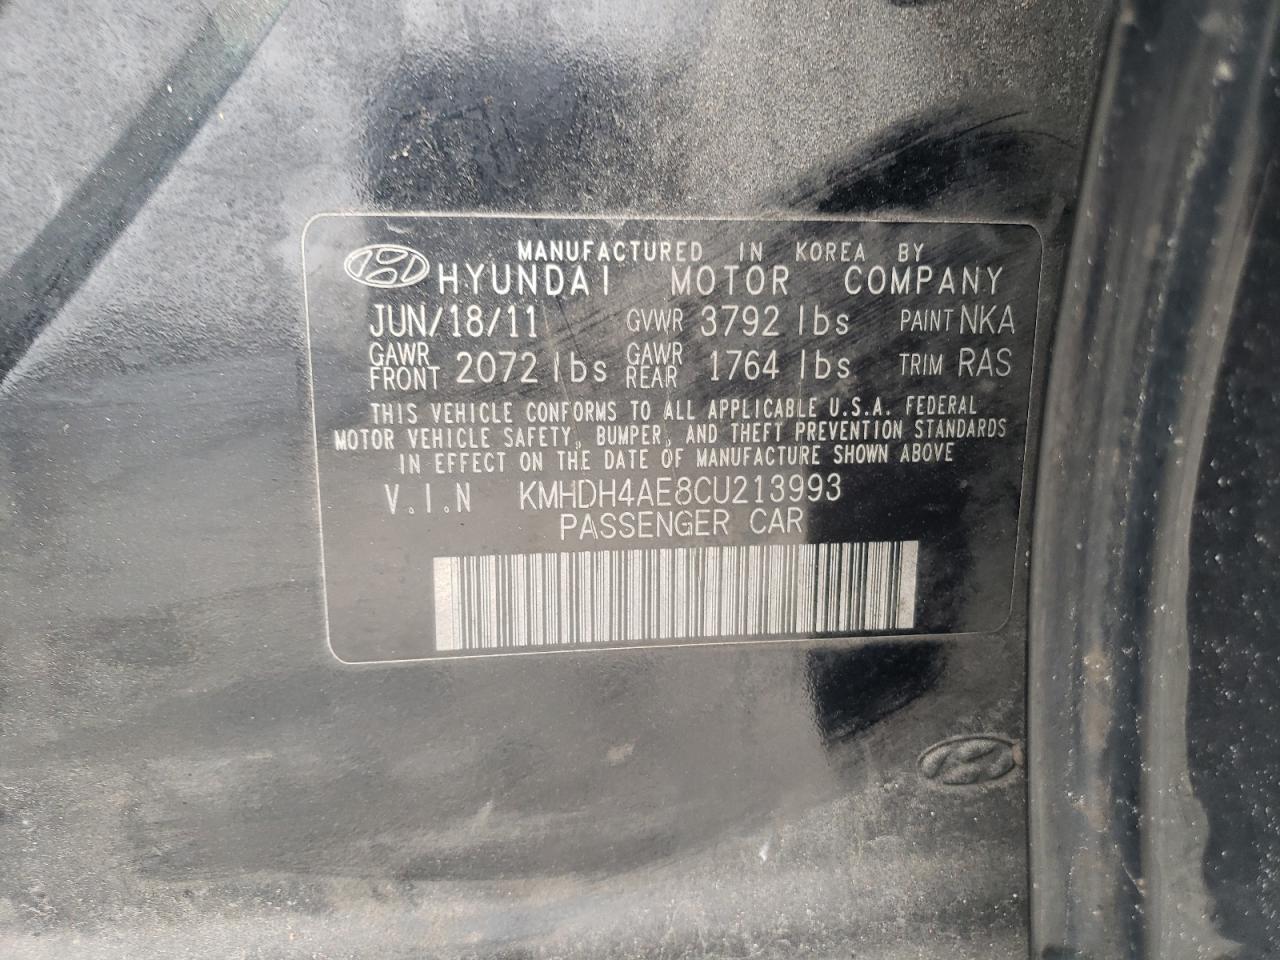 MANUFACTURED IN KOREA BY
HYUNDAI MOTOR COMPANY
JUN/18/11 GVWR 3792 lbs PAINT NKA
GAWR FRONT 2072 lbs GAWR REAR 1764 lbs TRIM RAS
THIS VEHICLE CONFORMS TO ALL APPLICABLE U.S.A. FEDERAL
MOTOR VEHICLE SAFETY, BUMPER, AND THEFT PREVENTION STANDARDS
IN EFFECT ON THE DATE OF MANUFACTURE SHOWN ABOVE
V.I.N KMHDH4AE8CU213993
PASSENGER CAR